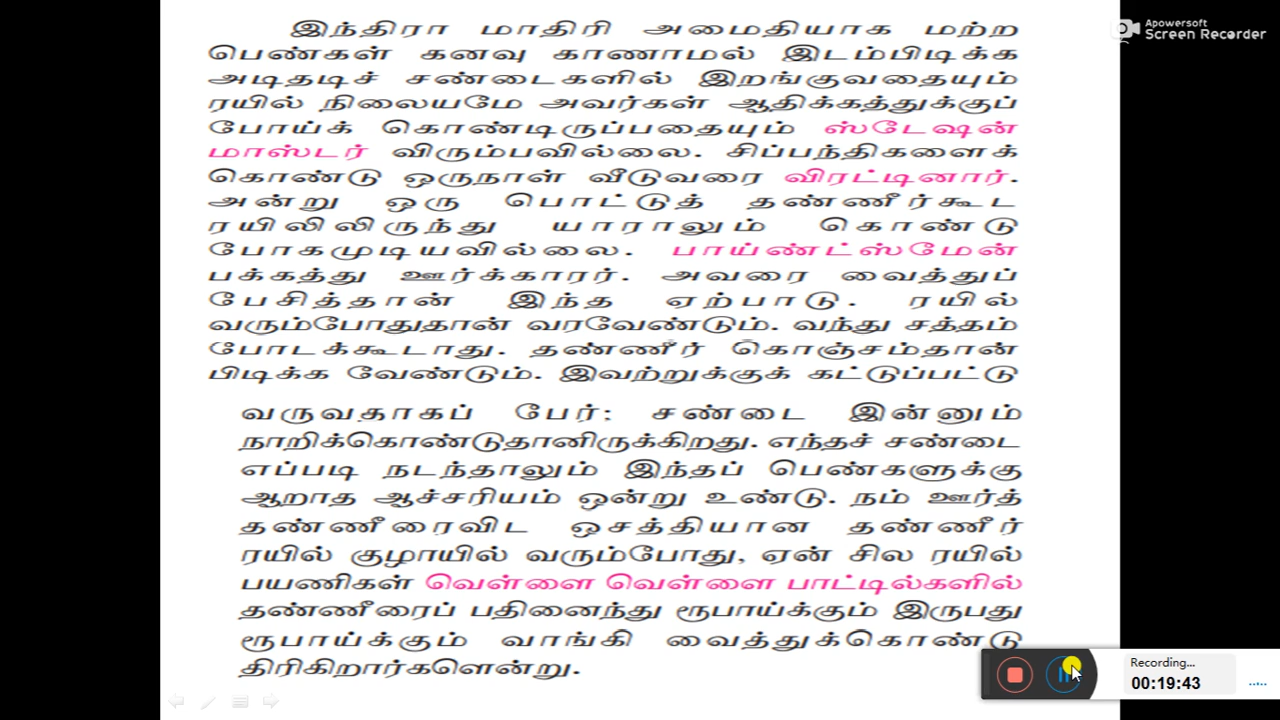 Apowersoft
Screen Recorder
இந்திரா மாதிரி அமைதியாக மற்ற
பெண்கள் கனவு காணாமல் இடம்பிடிக்க
அடிதடிச் சண்டைகளில் இறங்குவதையும்
ரயில் நிலையமே அவர்கள் ஆதிக்கத்துக்குப்
போய்க் கொண்டிருப்பதையும் ஸ்டேஷன்
மாஸ்டர் விரும்பவில்லை. சிப்பந்திகளைக்
கொண்டு ஒருநாள் வீடுவரை விரட்டினார்.
அன்று ஒரு பொட்டுத் தண்ணீர்கூட
ரயிலிலிருந்து யாராலும் கொண்டு
போகமுடியவில்லை. பாய்ண்ட்ஸ்மேன்
பக்கத்து ஊர்க்காரர். அவரை வைத்துப்
பேசித்தான் இந்த ஏற்பாடு. ரயில்
வரும்போதுதான் வரவேண்டும். வந்து சத்தம்
போடக்கூடாது. தண்ணீர் கொஞ்சம்தான்
பிடிக்க வேண்டும். இவற்றுக்குக் கட்டுப்பட்டு
வருவதாகப் பேர்; சண்டை இன்னும்
நாறிக்கொண்டுதானிருக்கிறது. எந்தச் சண்டை
எப்படி நடந்தாலும் இந்தப் பெண்களுக்கு
ஆறாத ஆச்சரியம் ஒன்று உண்டு. நம் ஊர்த்
தண்ணீரைவிட ஒசத்தியான தண்ணீர்
ரயில் குழாயில் வரும்போது, ஏன் சில ரயில்
பயணிகள் வெள்ளை வெள்ளை பாட்டில்களில்
தண்ணீரைப் பதினைந்து ரூபாய்க்கும் இருபது
ரூபாய்க்கும் வாங்கி வைத்துக்கொண்டு
திரிகிறார்களென்று.
Recording...
00:19:43